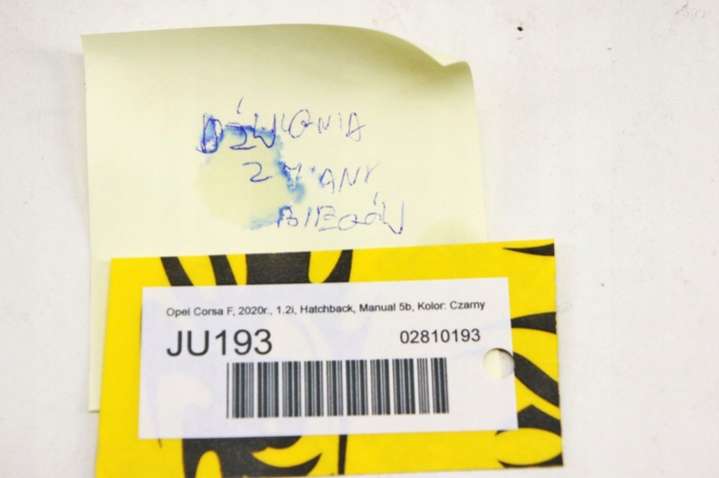 DŹWIGNIA
ZMIANY
BIEGÓW
Opel Corsa F, 2020r., 1.2i, Hatchback, Manual 5b, Kolor: Czarny
JU193
02810193